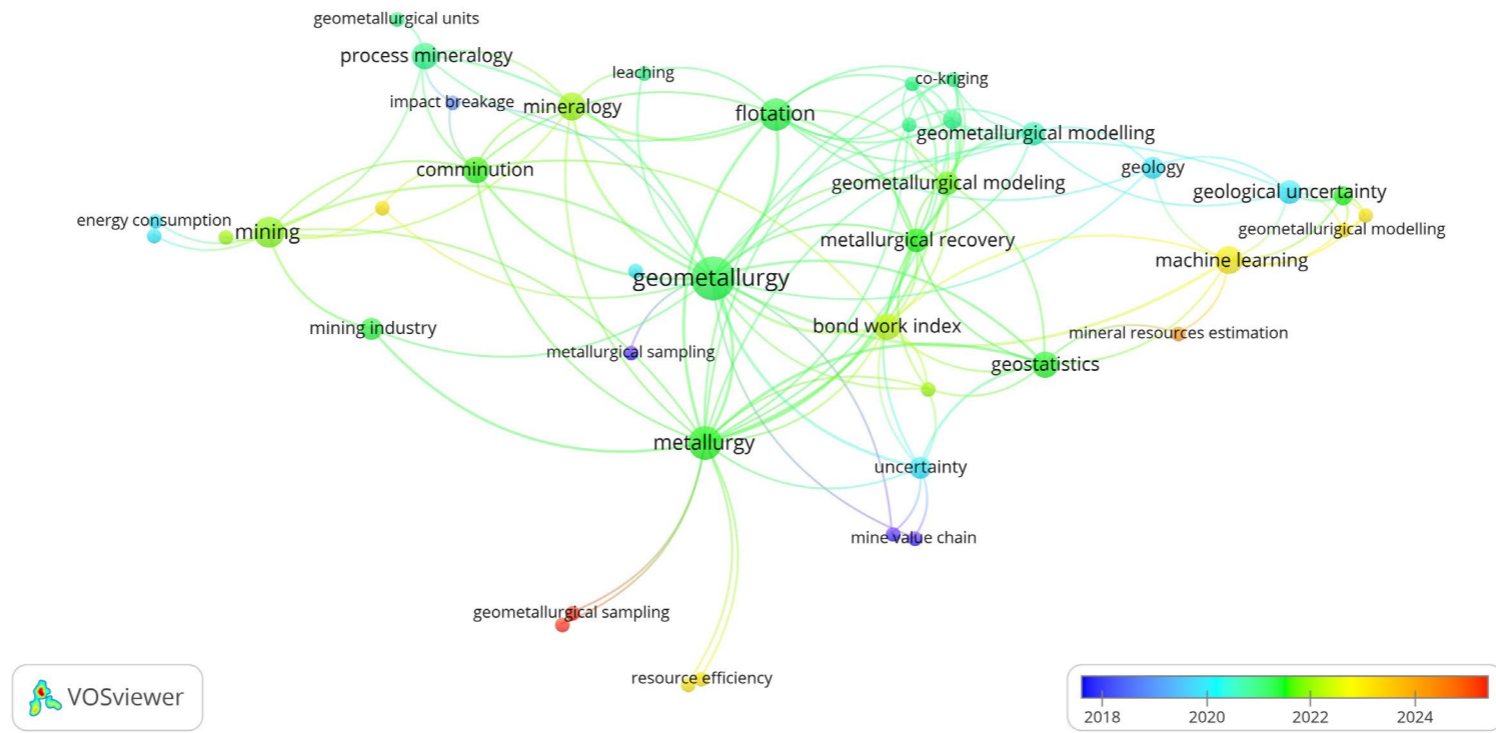 geometallurgical units
process mineralogy
leaching
co-kriging
impact breakage
mineralogy
flotation
geometallurgical modelling
comminution
geology
geometallurgical modeling
geological uncertainty
energy consumption
mining
geometallurigical modelling
metallurgical recovery
machine learning
geometallurgy
mining industry
bond work index
mineral resources estimation
metallurgical sampling
geostatistics
metallurgy
uncertainty
mine value chain
geometallurgical sampling
resource efficiency
VOSviewer
2018 2020 2022 2024